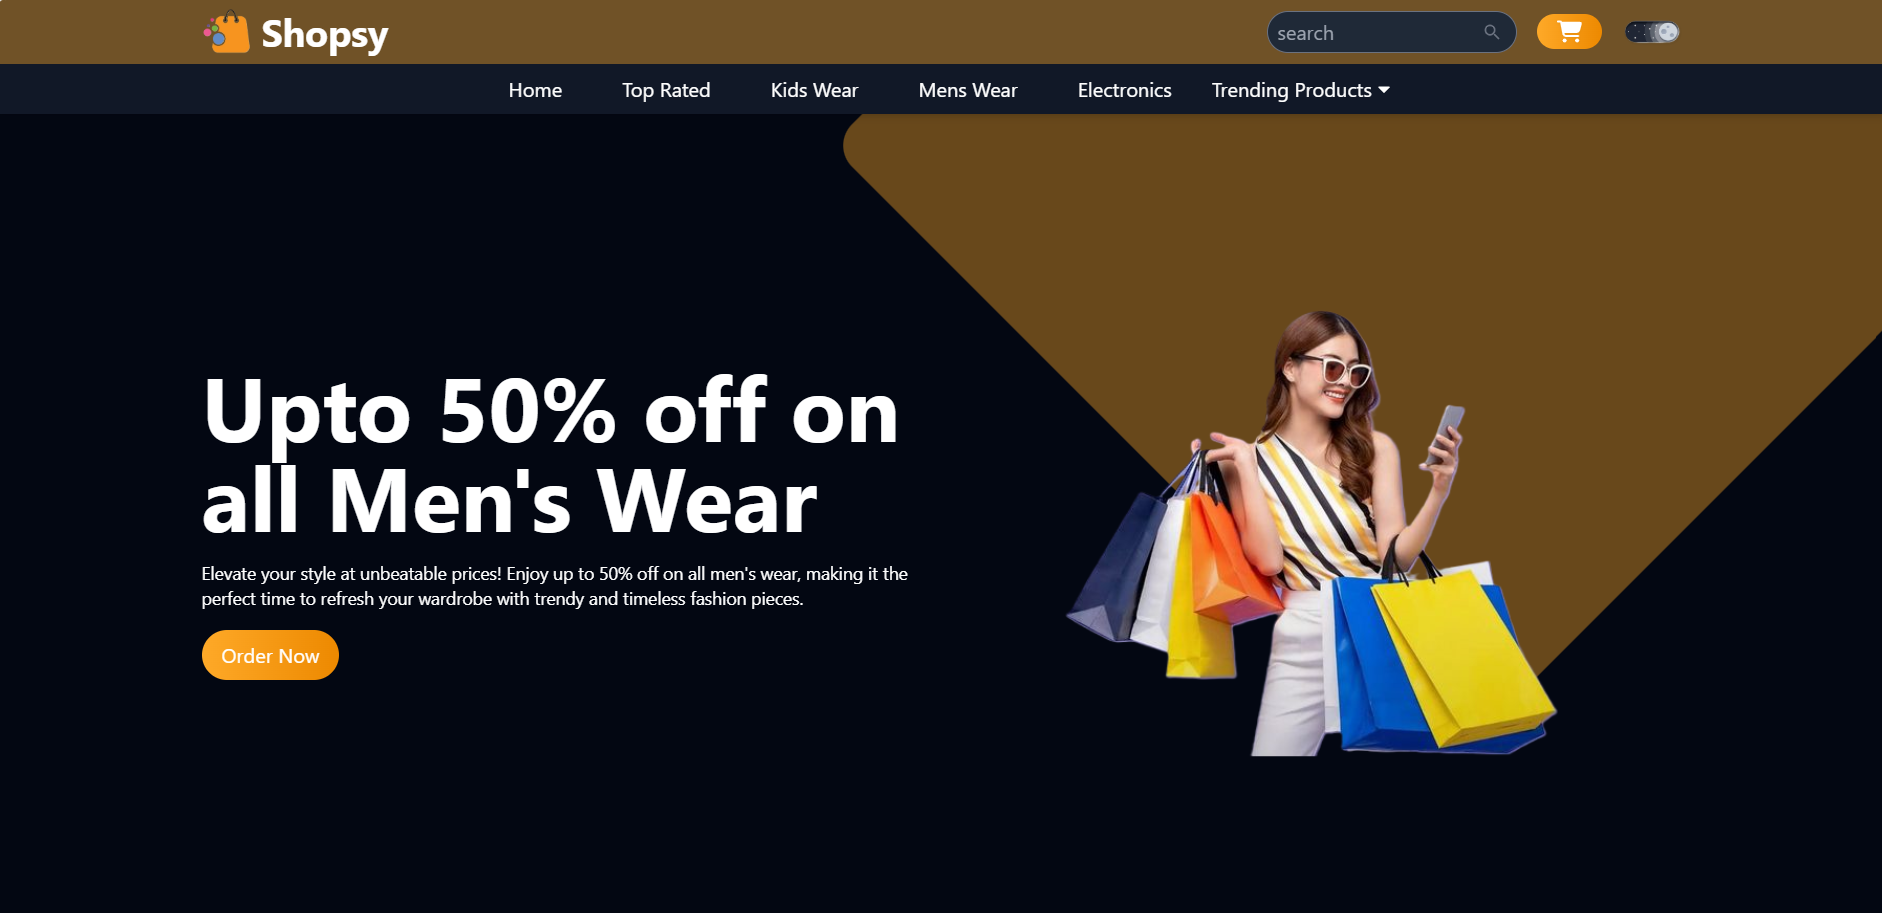 Shopsy
search
Home
Top Rated
Kids Wear
Mens Wear
Electronics
Trending Products
Upto 50% off on
all Men's Wear
Elevate your style at unbeatable prices! Enjoy up to 50% off on all men's wear, making it the
perfect time to refresh your wardrobe with trendy and timeless fashion pieces.
Order Now